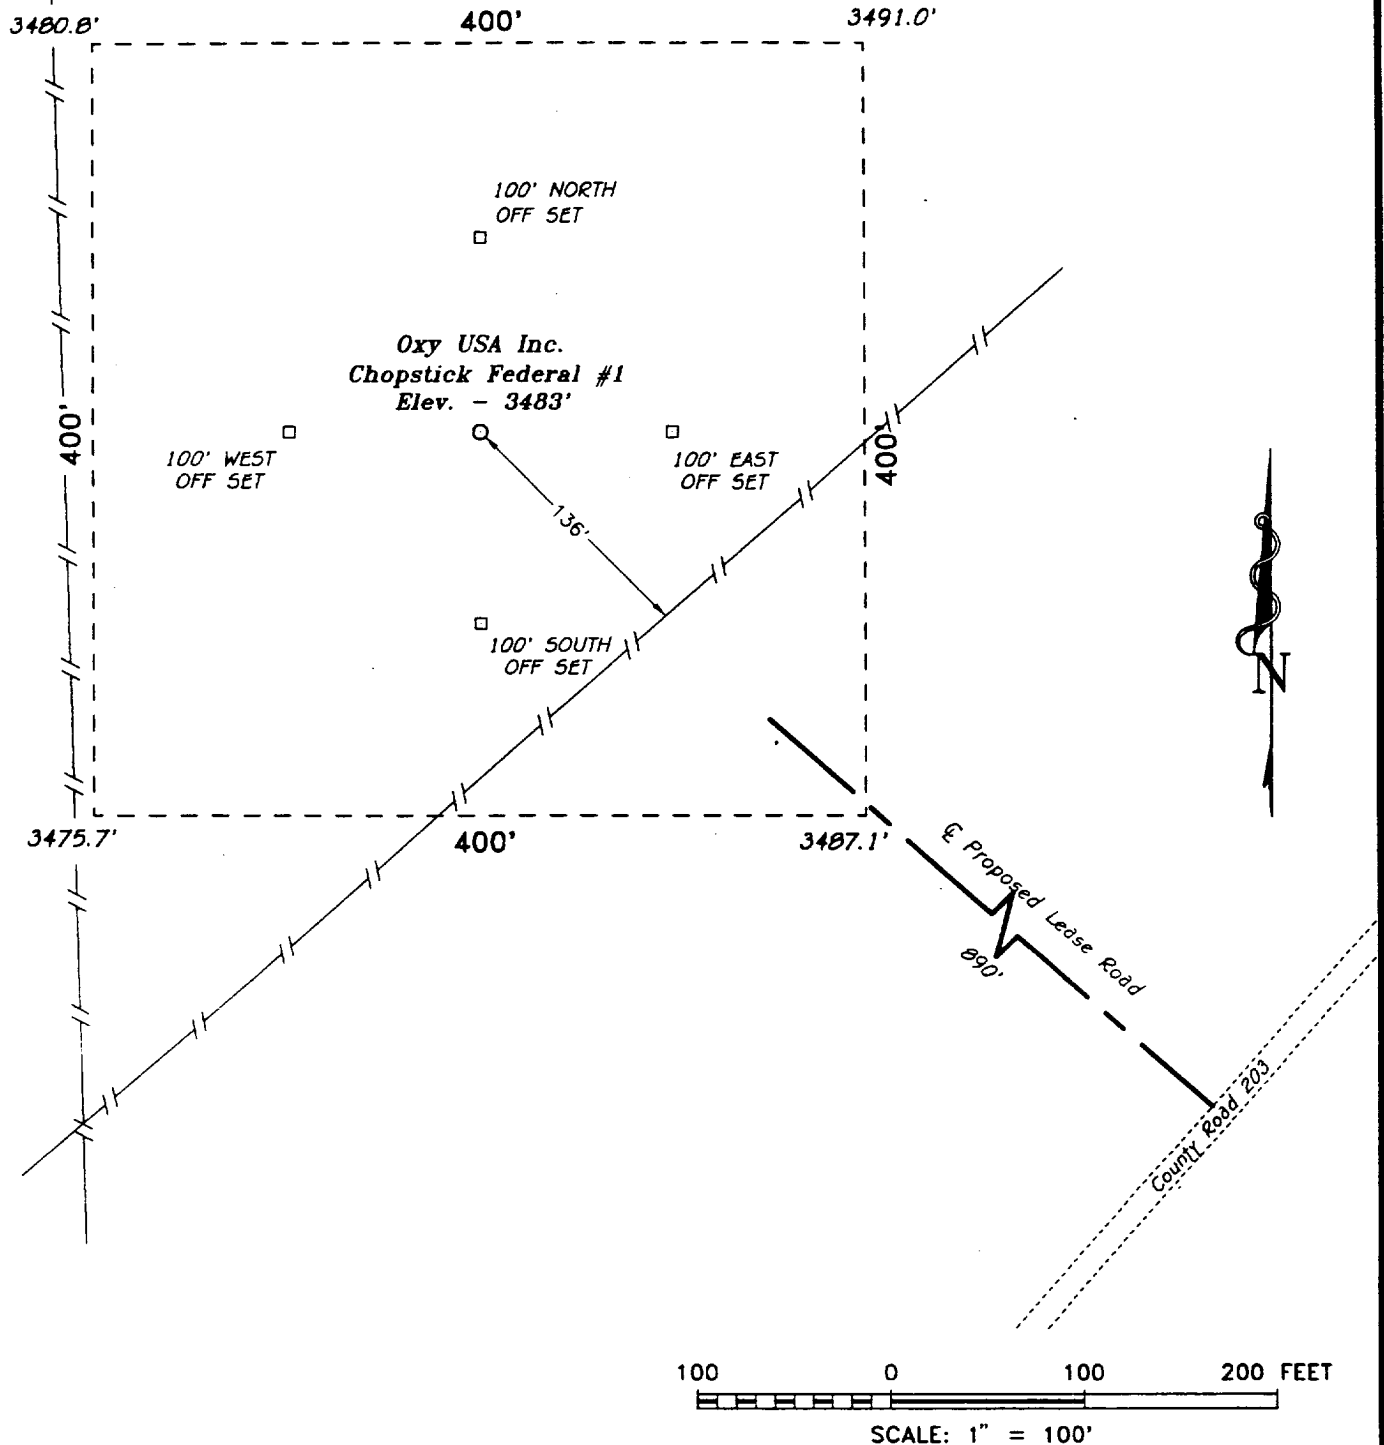 3480.8'
400'
3491.0'
100' NORTH
OFF SET
Oxy USA Inc.
Chopstick Federal #1
Elev. - 3483'
400'
100' WEST
OFF SET
100' EAST
OFF SET
400'
136'
100' SOUTH
OFF SET
N
3475.7'
400'
3487.1'
℄ Proposed Lease Road
890'
County Road 203
100 0 100 200 FEET
SCALE: 1" = 100'